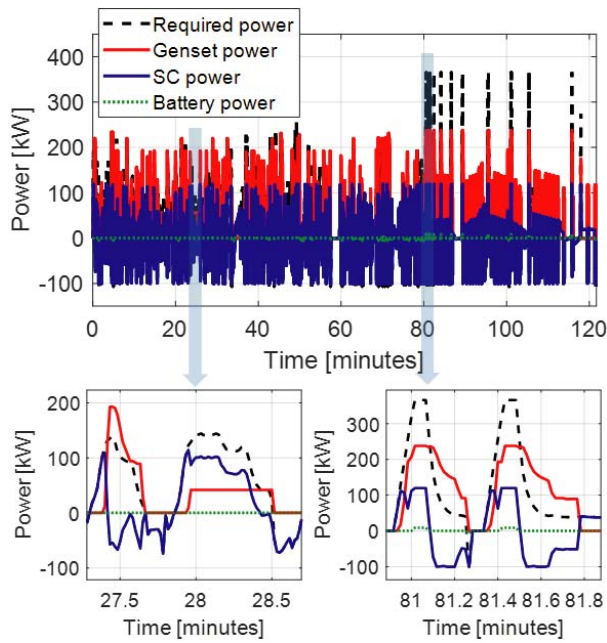 Required power
Genset power
SC power
Battery power
400
300
200
100
0
-100
Power [kW]
0 20 40 60 80 100 120
Time [minutes]
200
100
0
-100
Power [kW]
27.5 28 28.5
Time [minutes]
300
200
100
0
-100
Power [kW]
81 81.2 81.4 81.6 81.8
Time [minutes]